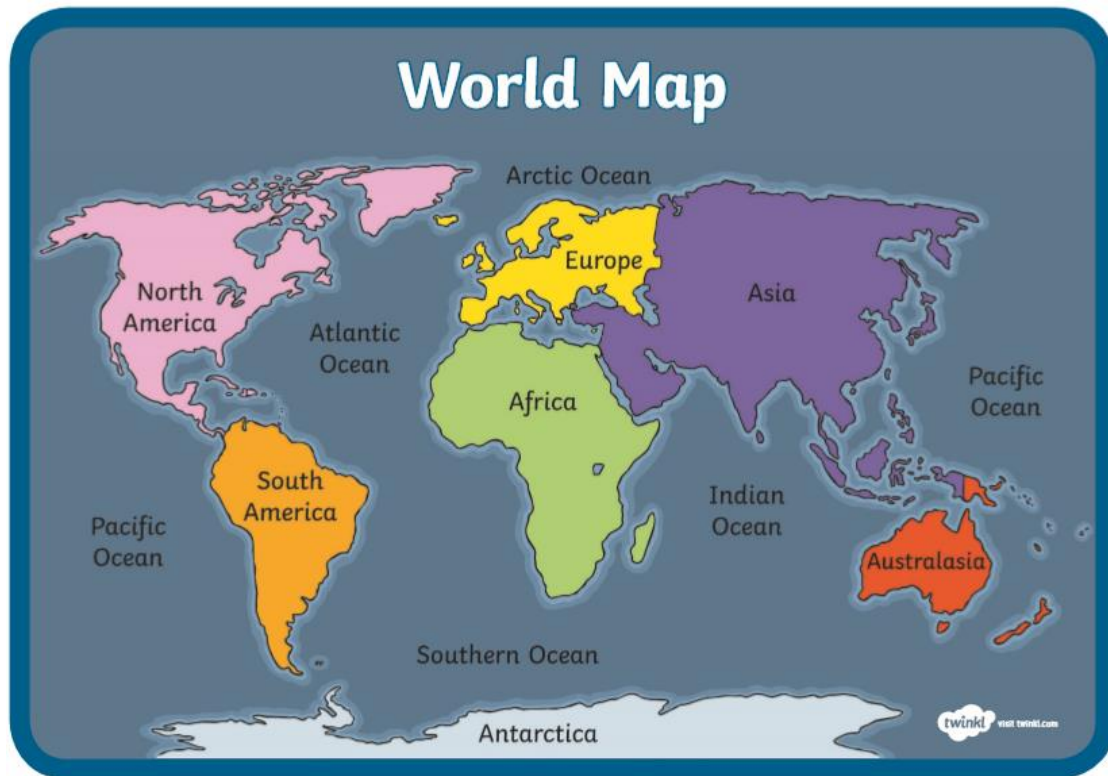 World Map
Arctic Ocean
North
America
Europe
Asia
Atlantic
Ocean
Pacific
Ocean
Africa
South
America
Indian
Ocean
Pacific
Ocean
Australasia
Southern Ocean
Antarctica
twinkl
visit twinkl.com